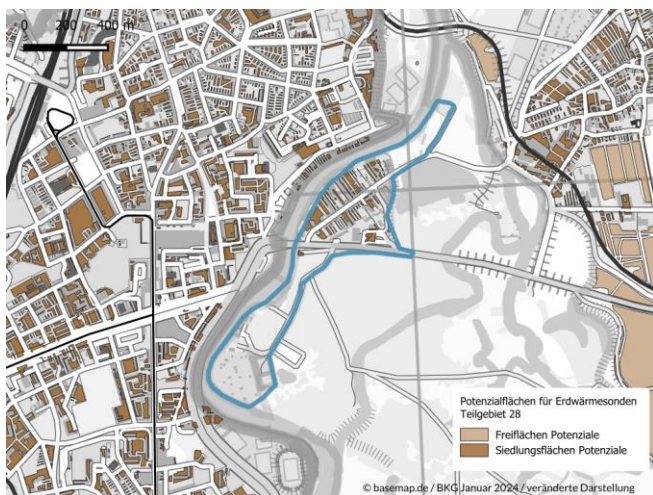 0 200 400 m
Potenzialflächen für Erdwärmesonden
Teilgebiet 28
Freiflächen Potenziale
Siedlungsflächen Potenziale
© basemap.de / BKG Januar 2024 / veränderte Darstellung